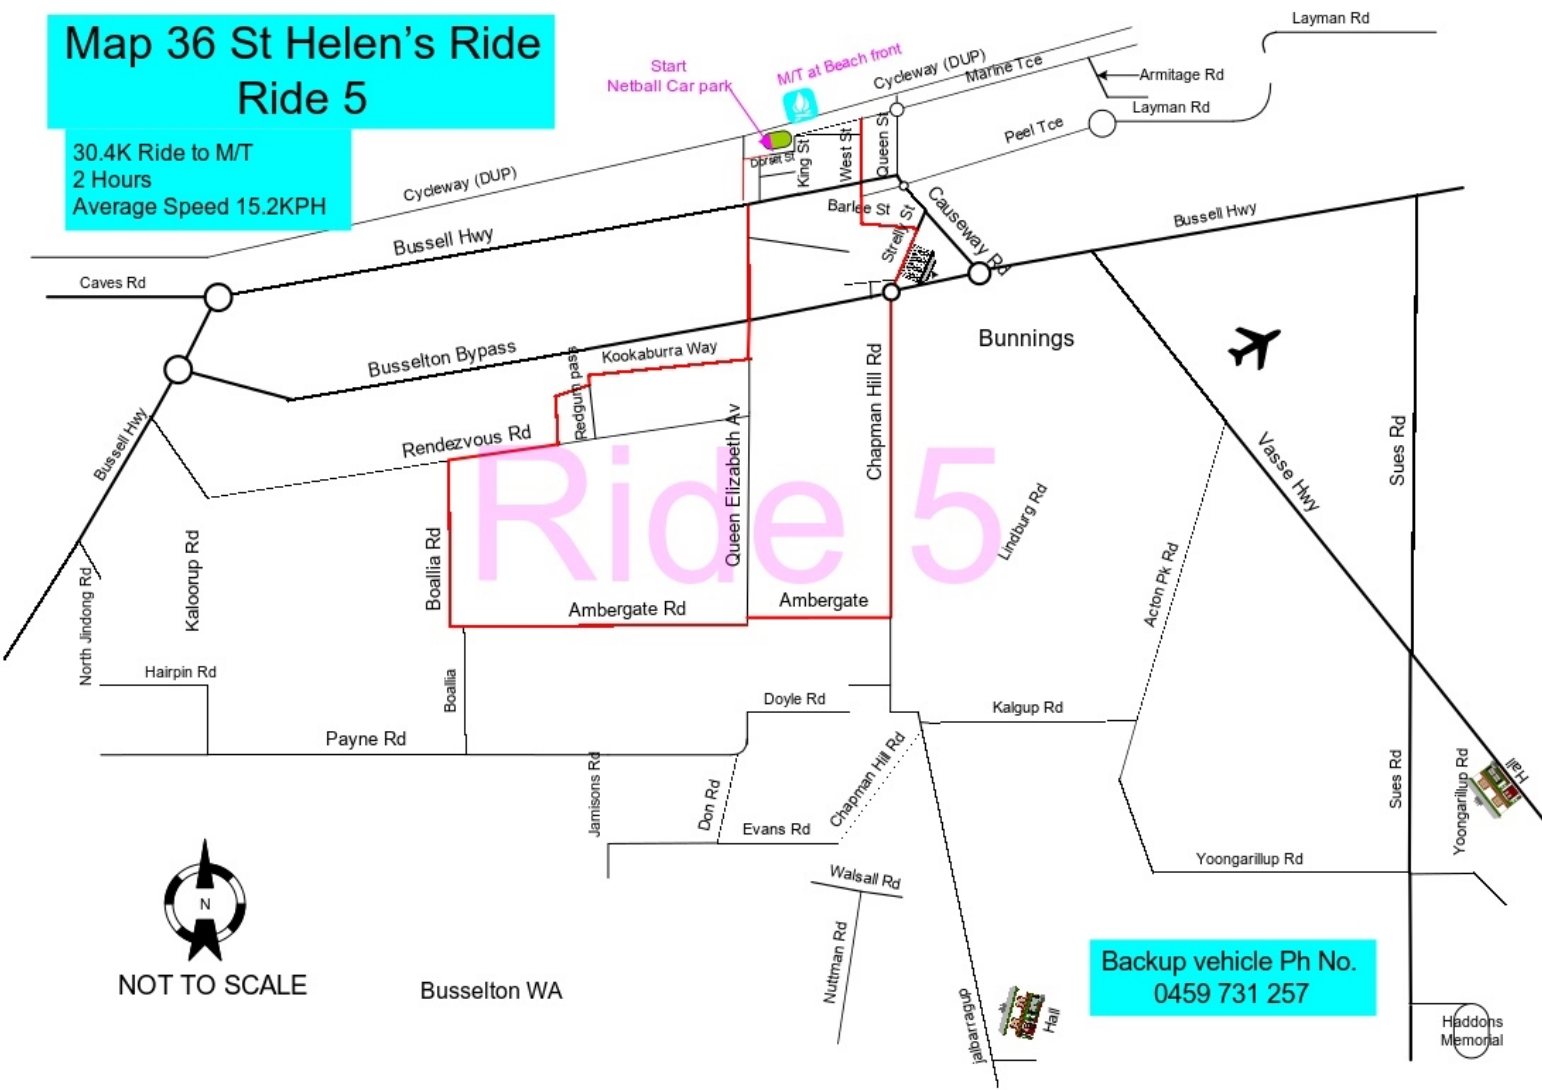 Map 36 St Helen's Ride
Ride 5
30.4K Ride to M/T
2 Hours
Average Speed 15.2KPH
Start
Netball Car park
M/T at Beach front
Cycleway (DUP)
Marine Tce
Layman Rd
Armitage Rd
Layman Rd
Peel Tce
Cycleway (DUP)
Dorset St
King St
West St
Queen St
Barlee St
Strelly St
Causeway Rd
Bussell Hwy
Bussell Hwy
Caves Rd
Busselton Bypass
Kookaburra Way
Redgum pass
Bunnings
Bussell Hwy
Rendezvous Rd
Queen Elizabeth Av
Chapman Hill Rd
Vasse Hwy
Sues Rd
Ride 5
Lindburg Rd
Acton Pk Rd
Kaloorup Rd
Boallia Rd
North Jindong Rd
Ambergate Rd
Ambergate
Hairpin Rd
Boallia
Doyle Rd
Kalgup Rd
Payne Rd
Jamisons Rd
Don Rd
Chapman Hill Rd
Evans Rd
Sues Rd
Yoongarillup Rd
Hall
Yoongarillup Rd
Walsall Rd
Nuttman Rd
N
NOT TO SCALE
Busselton WA
Backup vehicle Ph No.
0459 731 257
jalbarragup
Hall
Haddons
Memorial